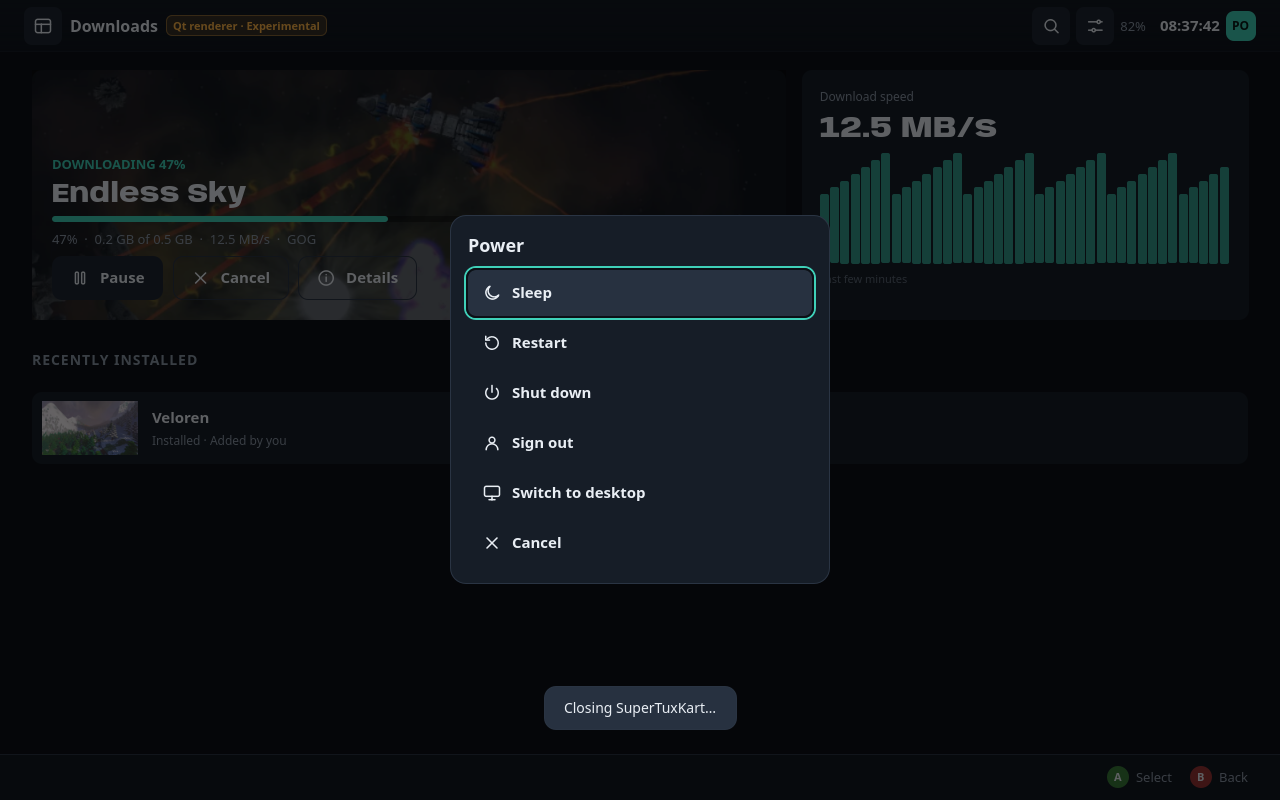 Downloads
Qt renderer · Experimental
82%
08:37:42
PO
DOWNLOADING 47%
Endless Sky
47% · 0.2 GB of 0.5 GB · 12.5 MB/s · GOG
Pause
Cancel
Details
Download speed
12.5 MB/s
few minutes
RECENTLY INSTALLED
Veloren
Installed · Added by you
Power
Sleep
Restart
Shut down
Sign out
Switch to desktop
Cancel
Closing SuperTuxKart...
A Select
B Back